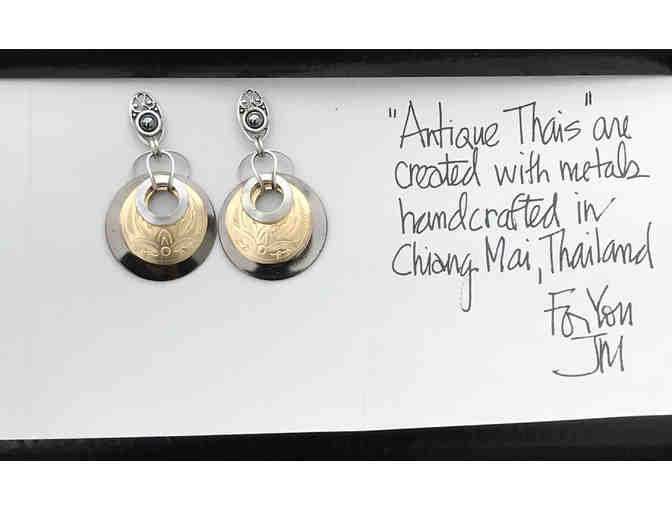 "Antique Thais" are
created with metals
handcrafted in
Chiang Mai, Thailand
For You
JM